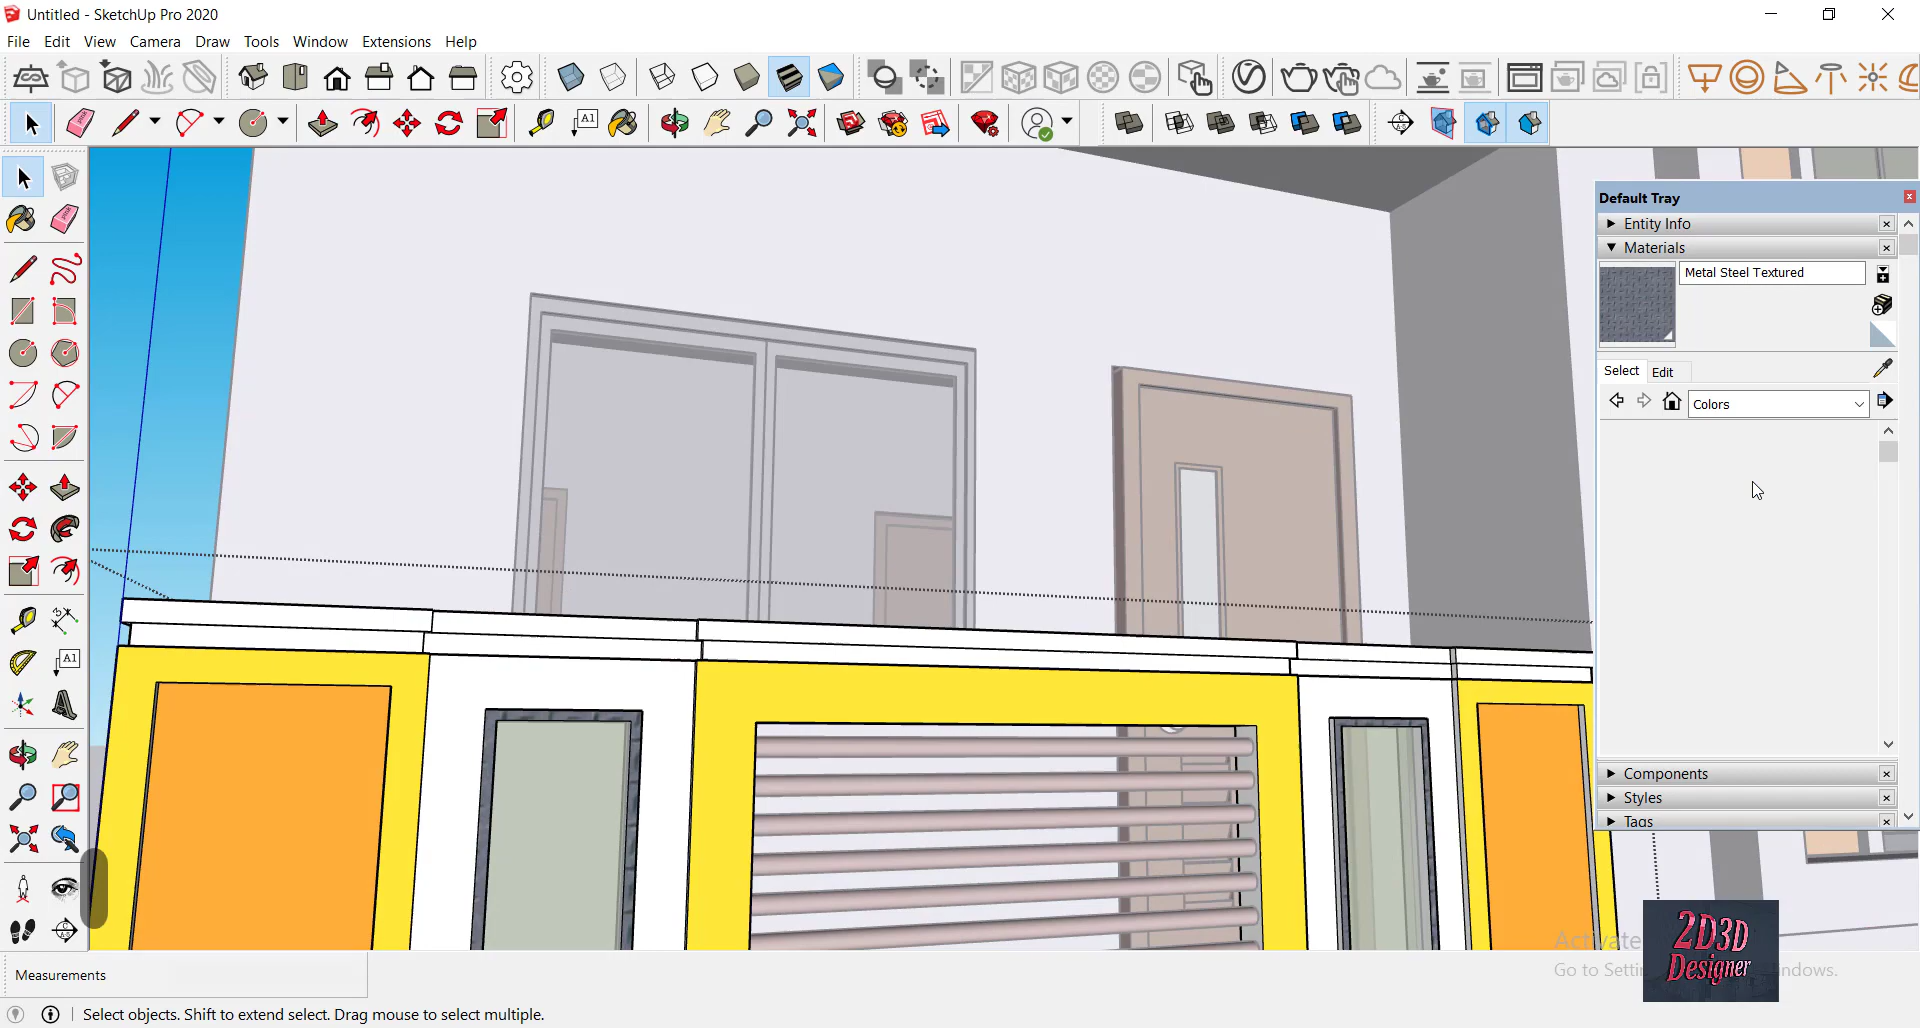 Untitled - SketchUp Pro 2020
File Edit View Camera Draw Tools Window Extensions Help
A1
Default Tray
Entity Info
Materials
Metal Steel Textured
Select Edit
Colors
Components
Styles
Tags
A1
2D3D
Designer
Activate
Go to Setti
ndows.
Measurements
Select objects. Shift to extend select. Drag mouse to select multiple.